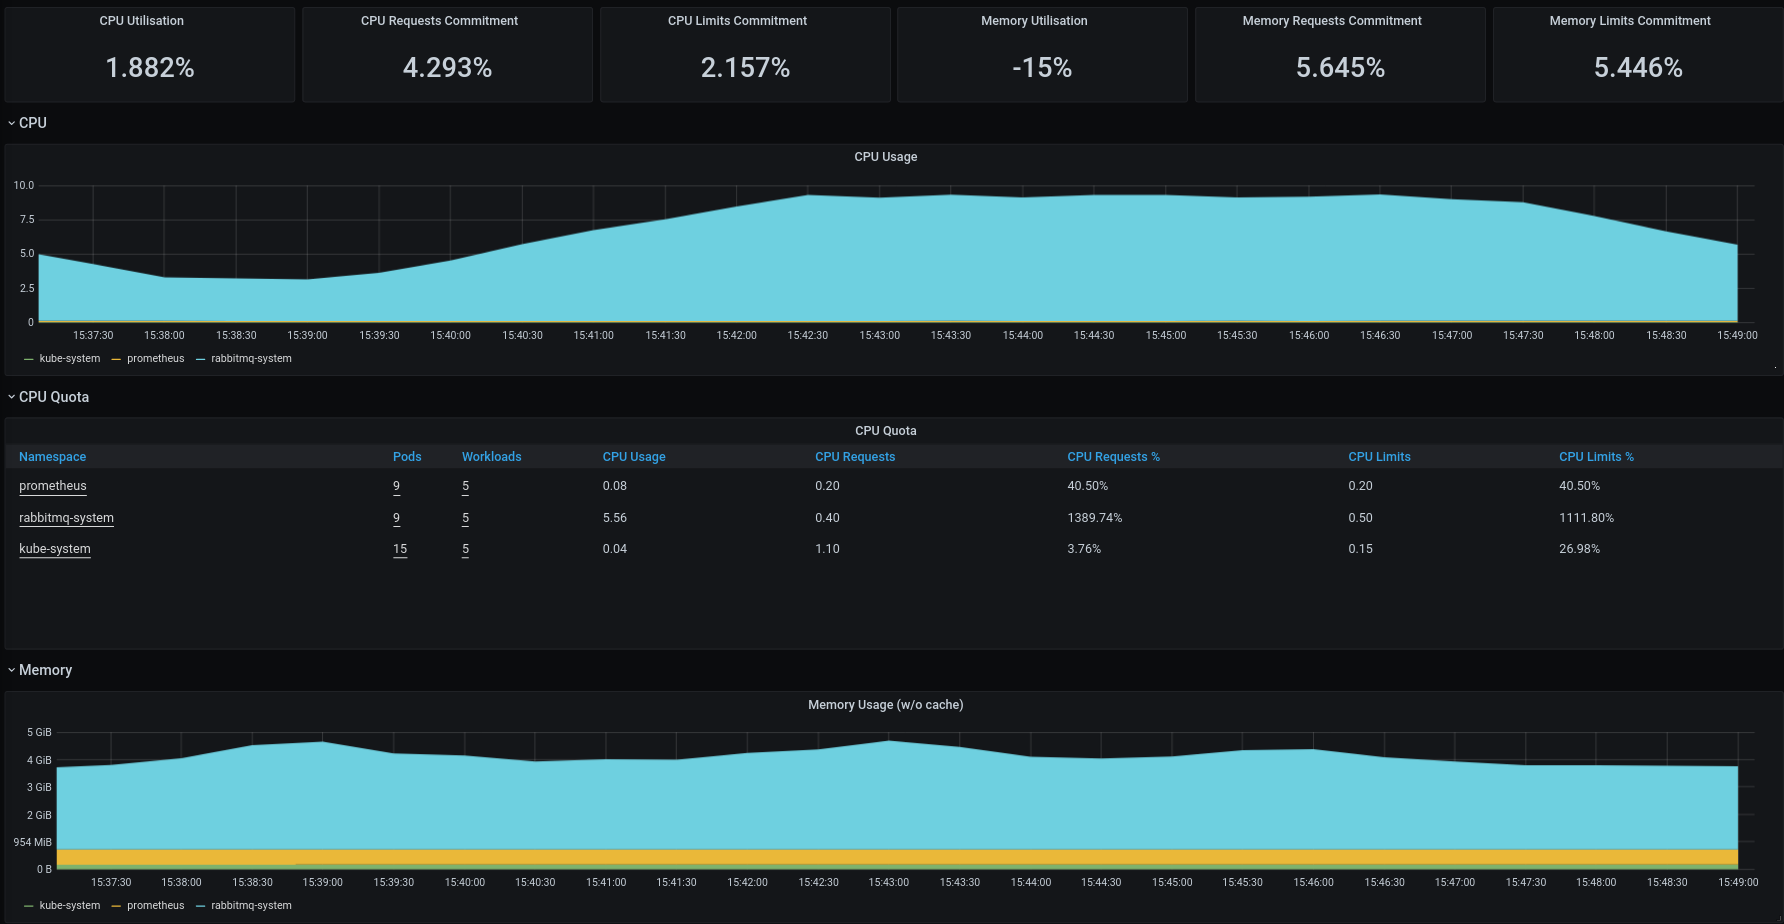 CPU Utilisation CPU Requests Commitment CPU Limits Commitment Memory Utilisation Memory Requests Commitment Memory Limits Commitment
1.882% 4.293% 2.157% -15% 5.645% 5.446%
CPU
CPU Usage
10.0
7.5
5.0
2.5
0
15:37:30 15:38:00 15:38:30 15:39:00 15:39:30 15:40:00 15:40:30 15:41:00 15:41:30 15:42:00 15:42:30 15:43:00 15:43:30 15:44:00 15:44:30 15:45:00 15:45:30 15:46:00 15:46:30 15:47:00 15:47:30 15:48:00 15:48:30 15:49:00
kube-system prometheus rabbitmq-system
CPU Quota
CPU Quota
Namespace Pods Workloads CPU Usage CPU Requests CPU Requests % CPU Limits CPU Limits %
prometheus 9 5 0.08 0.20 40.50% 0.20 40.50%
rabbitmq-system 9 5 5.56 0.40 1389.74% 0.50 1111.80%
kube-system 15 5 0.04 1.10 3.76% 0.15 26.98%
Memory
Memory Usage (w/o cache)
5 GiB
4 GiB
3 GiB
2 GiB
954 MiB
0 B
15:37:30 15:38:00 15:38:30 15:39:00 15:39:30 15:40:00 15:40:30 15:41:00 15:41:30 15:42:00 15:42:30 15:43:00 15:43:30 15:44:00 15:44:30 15:45:00 15:45:30 15:46:00 15:46:30 15:47:00 15:47:30 15:48:00 15:48:30 15:49:00
kube-system prometheus rabbitmq-system